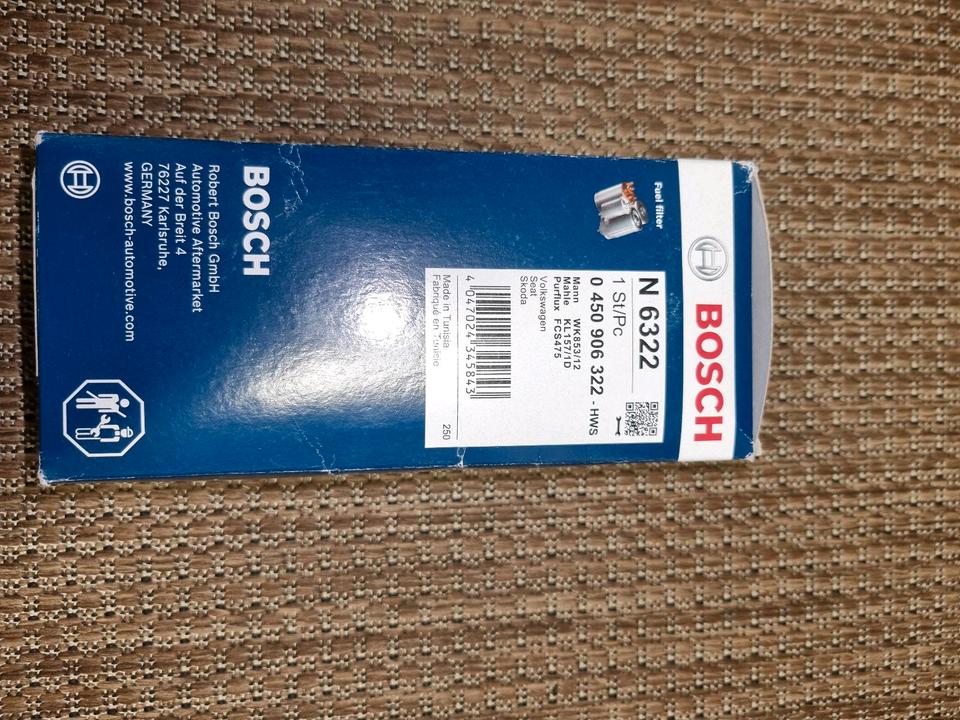 BOSCH
Fuel filter
N 6322
1 St/Pc
0 450 906 322 - HWS
Mann WK853/12
Mahle KL157/1D
Purflux FCS475
Volkswagen
Seat
Skoda
4 047024 345843
Made in Tunisia
Fabriqué en Tunisie
250
BOSCH
Robert Bosch GmbH
Automotive Aftermarket
Auf der Breit 4
76227 Karlsruhe,
GERMANY
www.bosch-automotive.com